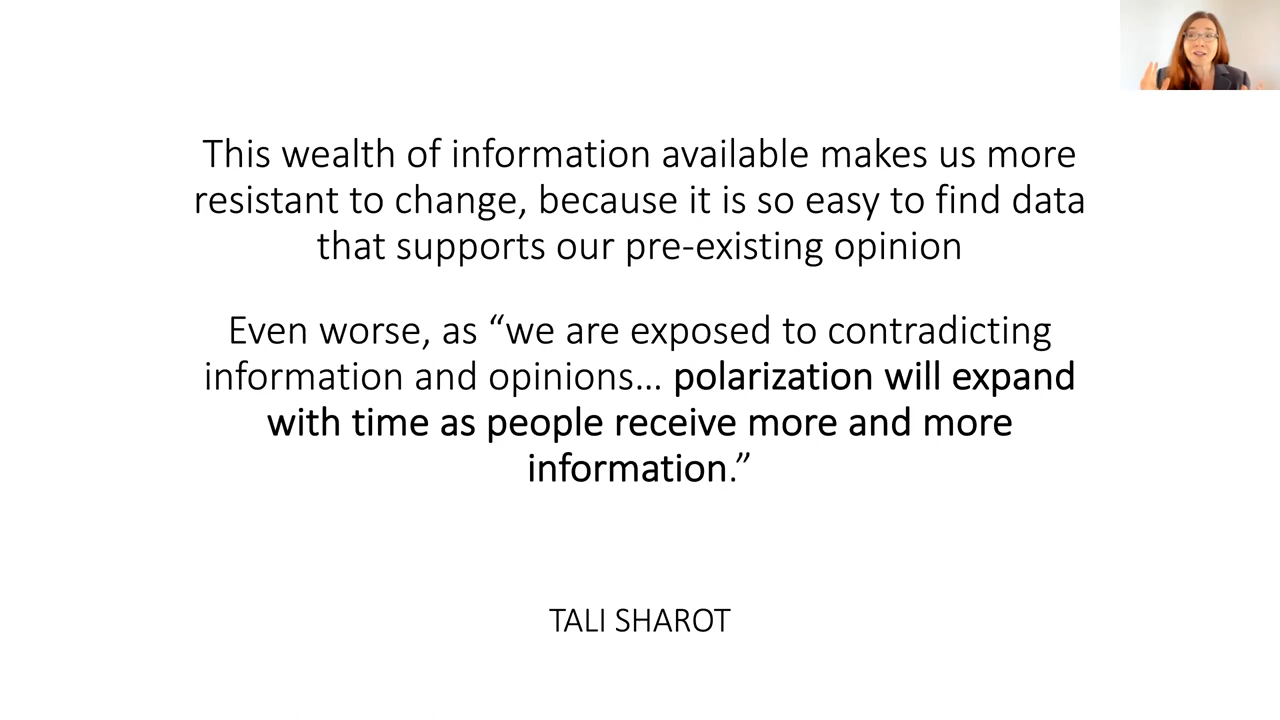 This wealth of information available makes us more
resistant to change, because it is so easy to find data
that supports our pre-existing opinion
Even worse, as “we are exposed to contradicting
information and opinions... polarization will expand
with time as people receive more and more
information.”
TALI SHAROT